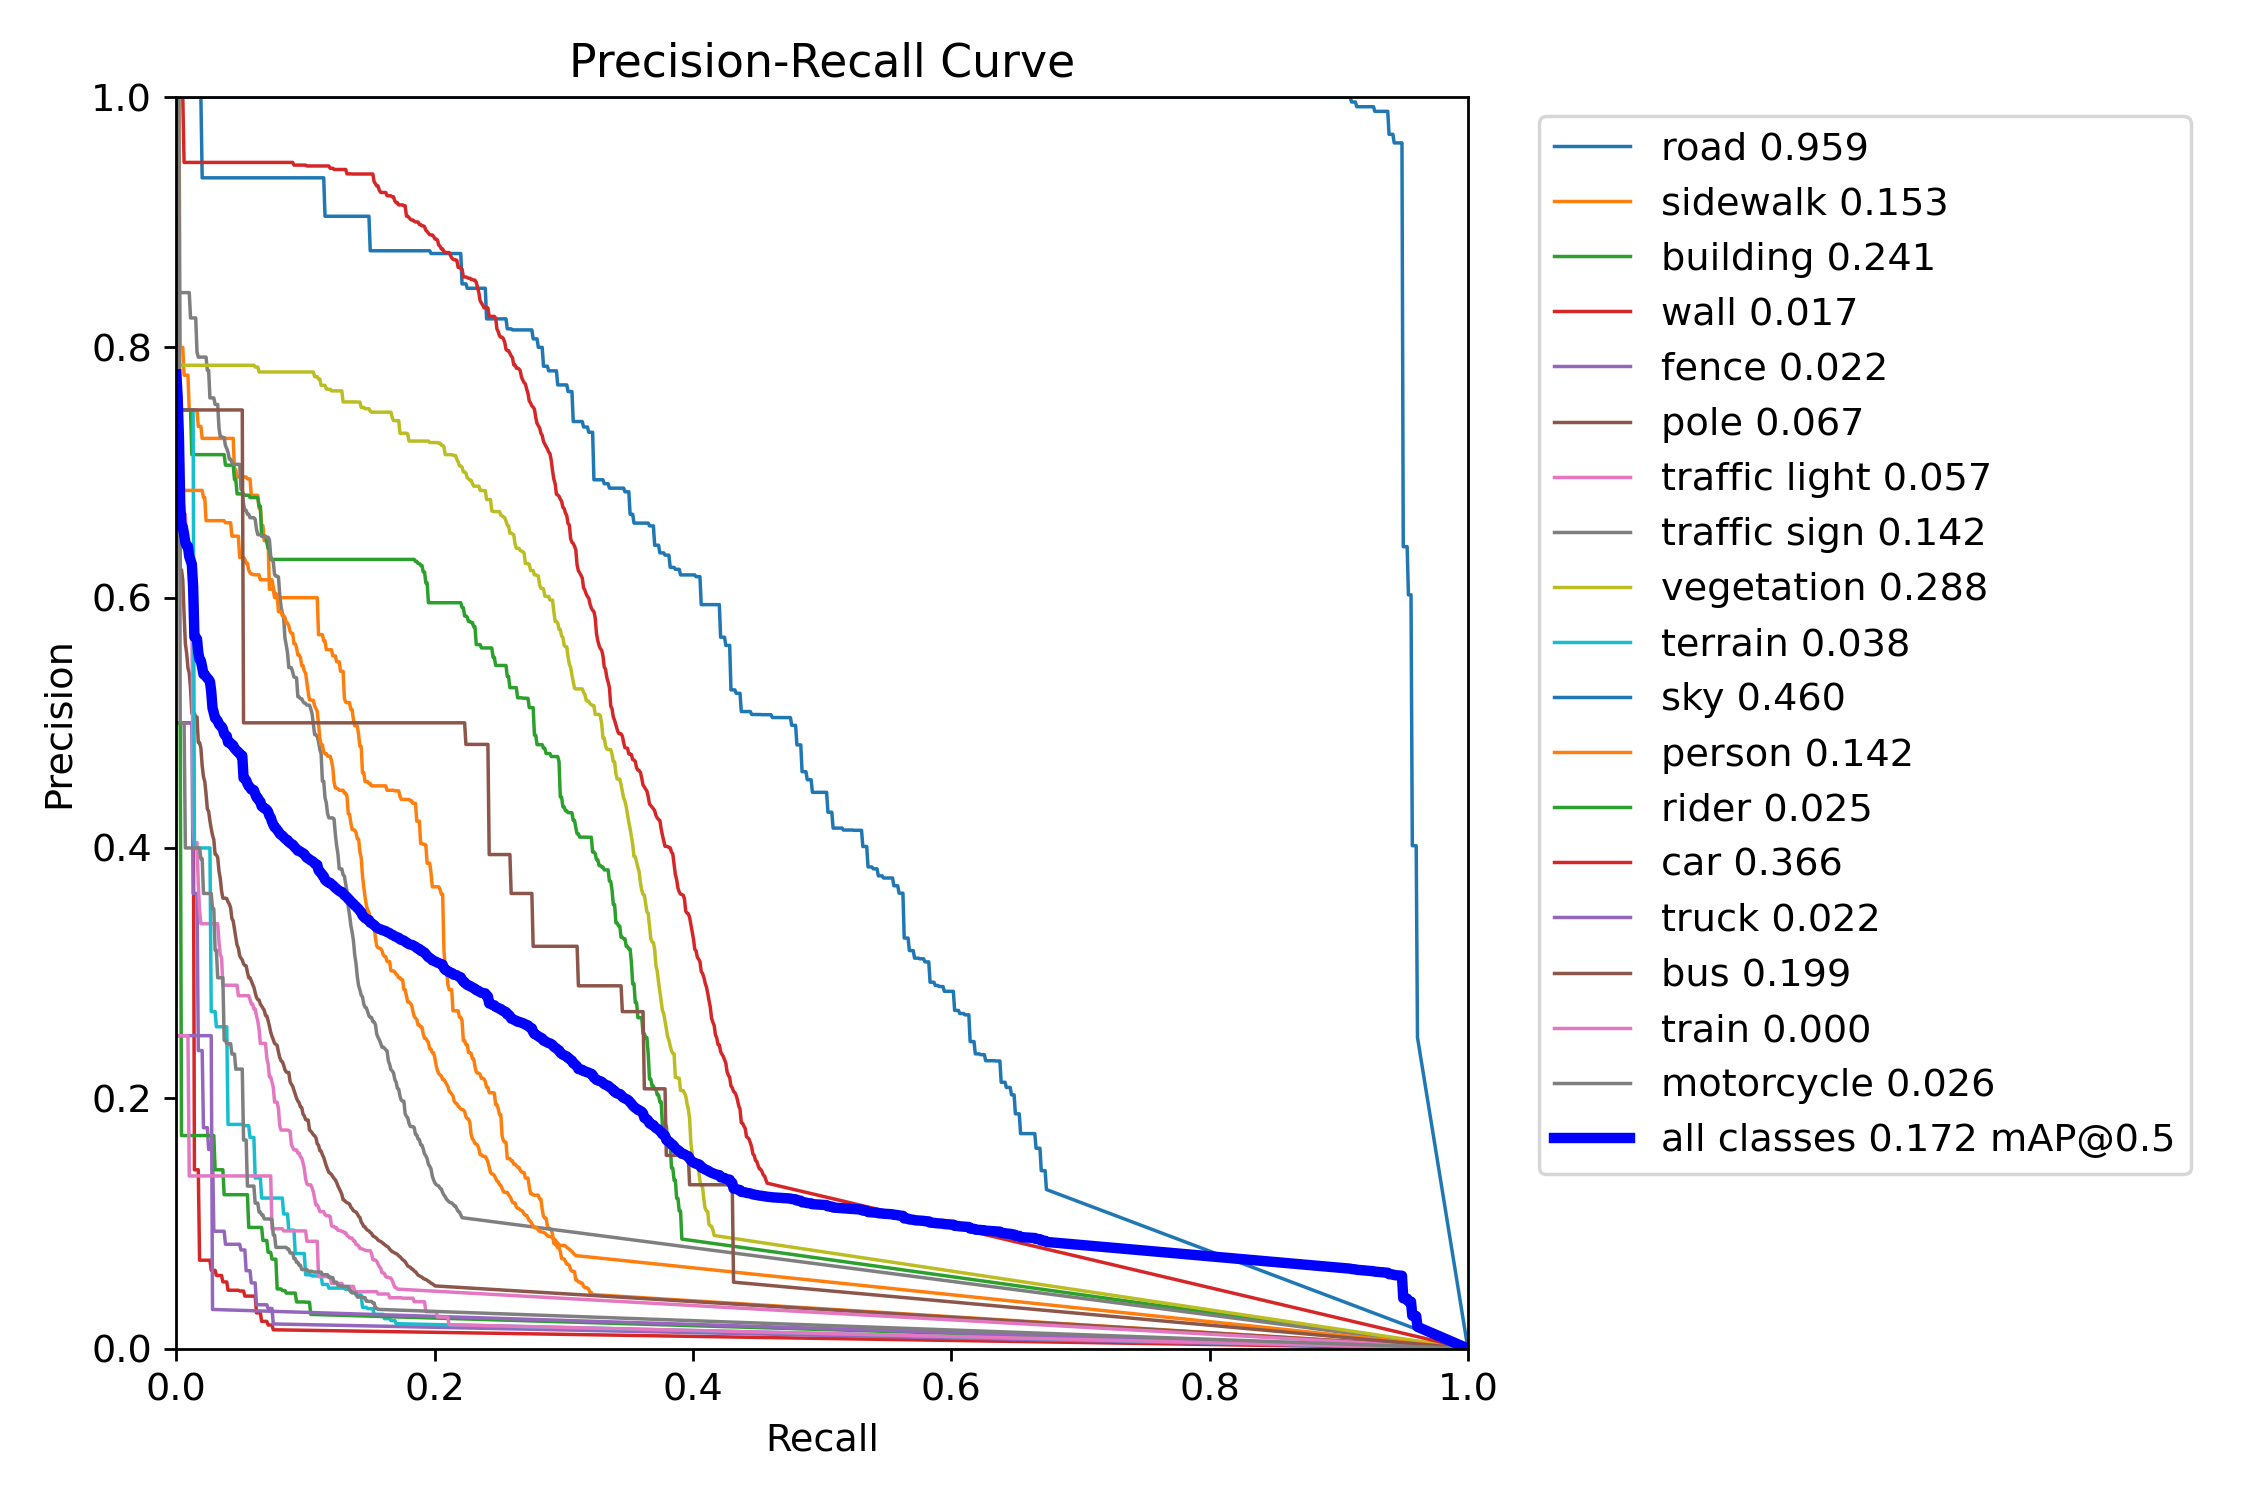 Precision-Recall Curve
1.0
0.8
0.6
0.4
0.2
0.0
Precision
0.0 0.2 0.4 0.6 0.8 1.0
Recall
road 0.959
sidewalk 0.153
building 0.241
wall 0.017
fence 0.022
pole 0.067
traffic light 0.057
traffic sign 0.142
vegetation 0.288
terrain 0.038
sky 0.460
person 0.142
rider 0.025
car 0.366
truck 0.022
bus 0.199
train 0.000
motorcycle 0.026
all classes 0.172 mAP@0.5